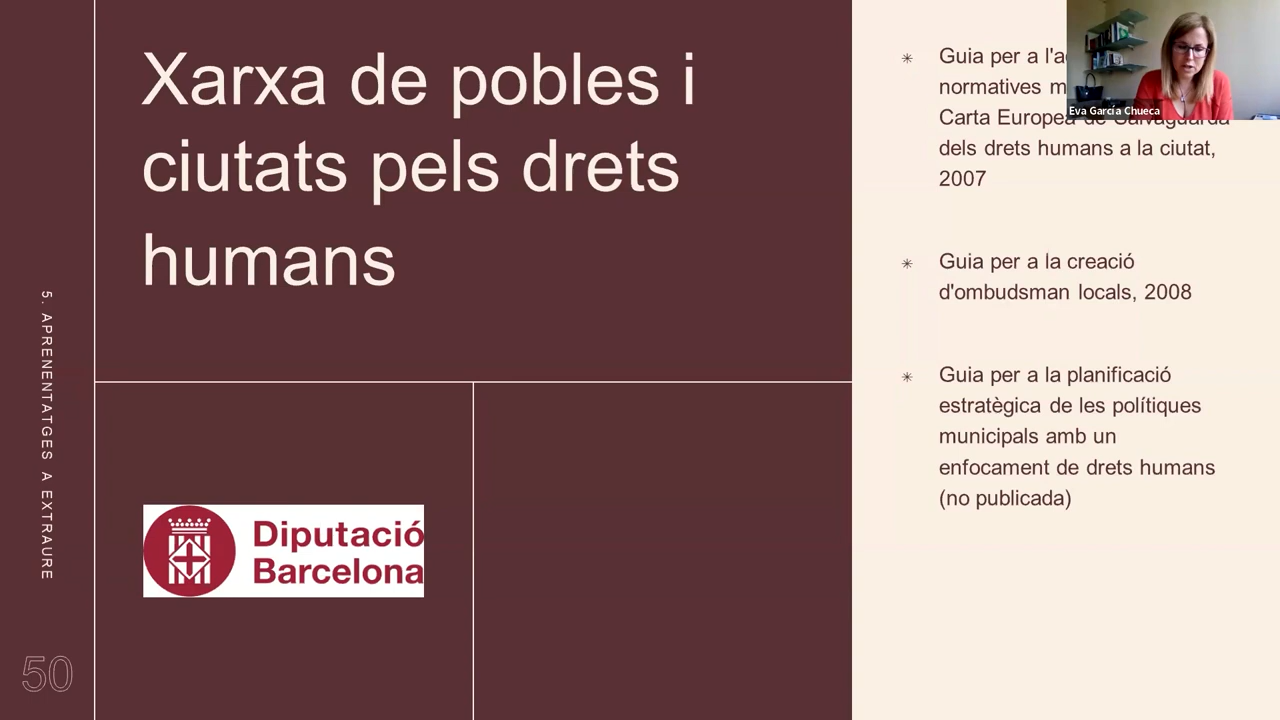 Xarxa de pobles i
ciutats pels drets
humans
5. APRENENTATGES A EXTRAURE
Diputació
Barcelona
50
Guia per a
normatives
Carta Europea de Salvaguarda
dels drets humans a la ciutat,
2007
Guia per a la creació
d'ombudsman locals, 2008
Guia per a la planificació
estratègica de les polítiques
municipals amb un
enfocament de drets humans
(no publicada)
Eva García Chueca